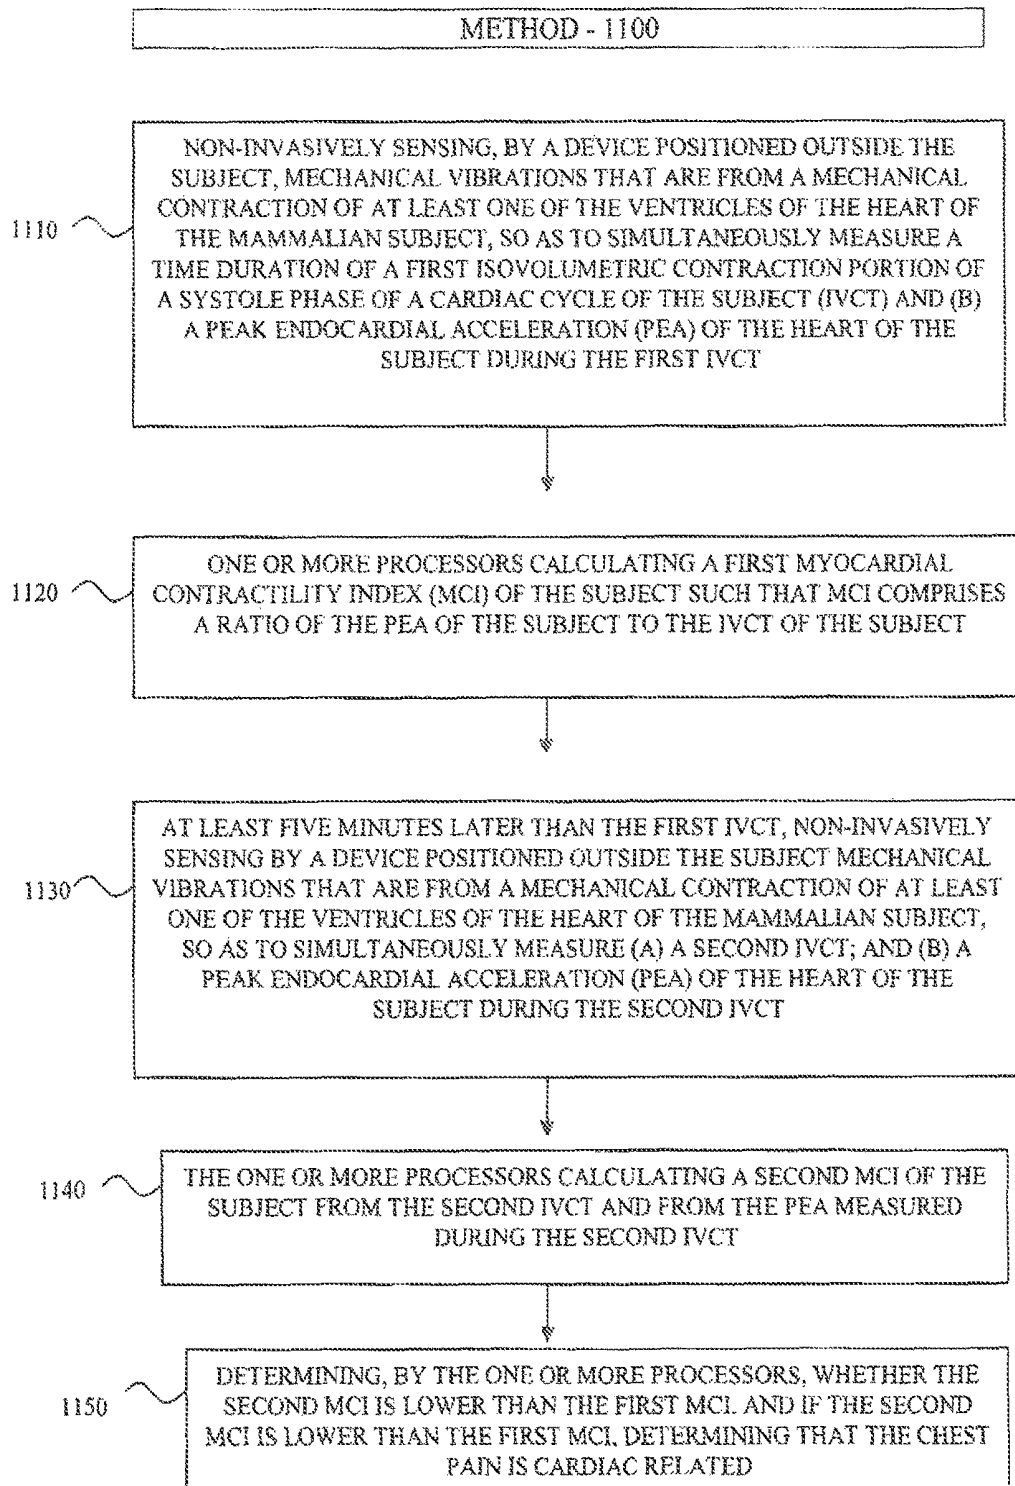 METHOD - 1100
NON-INVASIVELY SENSING, BY A DEVICE POSITIONED OUTSIDE THE
SUBJECT, MECHANICAL VIBRATIONS THAT ARE FROM A MECHANICAL
CONTRACTION OF AT LEAST ONE OF THE VENTRICLES OF THE HEART OF
THE MAMMALIAN SUBJECT, SO AS TO SIMULTANEOUSLY MEASURE A
TIME DURATION OF A FIRST ISOVOLUMETRIC CONTRACTION PORTION OF
A SYSTOLE PHASE OF A CARDIAC CYCLE OF THE SUBJECT (IVCT) AND (B)
A PEAK ENDOCARDIAL ACCELERATION (PEA) OF THE HEART OF THE
SUBJECT DURING THE FIRST IVCT
1110
ONE OR MORE PROCESSORS CALCULATING A FIRST MYOCARDIAL
CONTRACTILITY INDEX (MCI) OF THE SUBJECT SUCH THAT MCI COMPRISES
A RATIO OF THE PEA OF THE SUBJECT TO THE IVCT OF THE SUBJECT
1120
AT LEAST FIVE MINUTES LATER THAN THE FIRST IVCT, NON-INVASIVELY
SENSING BY A DEVICE POSITIONED OUTSIDE THE SUBJECT MECHANICAL
VIBRATIONS THAT ARE FROM A MECHANICAL CONTRACTION OF AT LEAST
ONE OF THE VENTRICLES OF THE HEART OF THE MAMMALIAN SUBJECT,
SO AS TO SIMULTANEOUSLY MEASURE (A) A SECOND IVCT; AND (B) A
PEAK ENDOCARDIAL ACCELERATION (PEA) OF THE HEART OF THE
SUBJECT DURING THE SECOND IVCT
1130
THE ONE OR MORE PROCESSORS CALCULATING A SECOND MCI OF THE
SUBJECT FROM THE SECOND IVCT AND FROM THE PEA MEASURED
DURING THE SECOND IVCT
1140
DETERMINING, BY THE ONE OR MORE PROCESSORS, WHETHER THE
SECOND MCI IS LOWER THAN THE FIRST MCI. AND IF THE SECOND
MCI IS LOWER THAN THE FIRST MCI, DETERMINING THAT THE CHEST
PAIN IS CARDIAC RELATED
1150